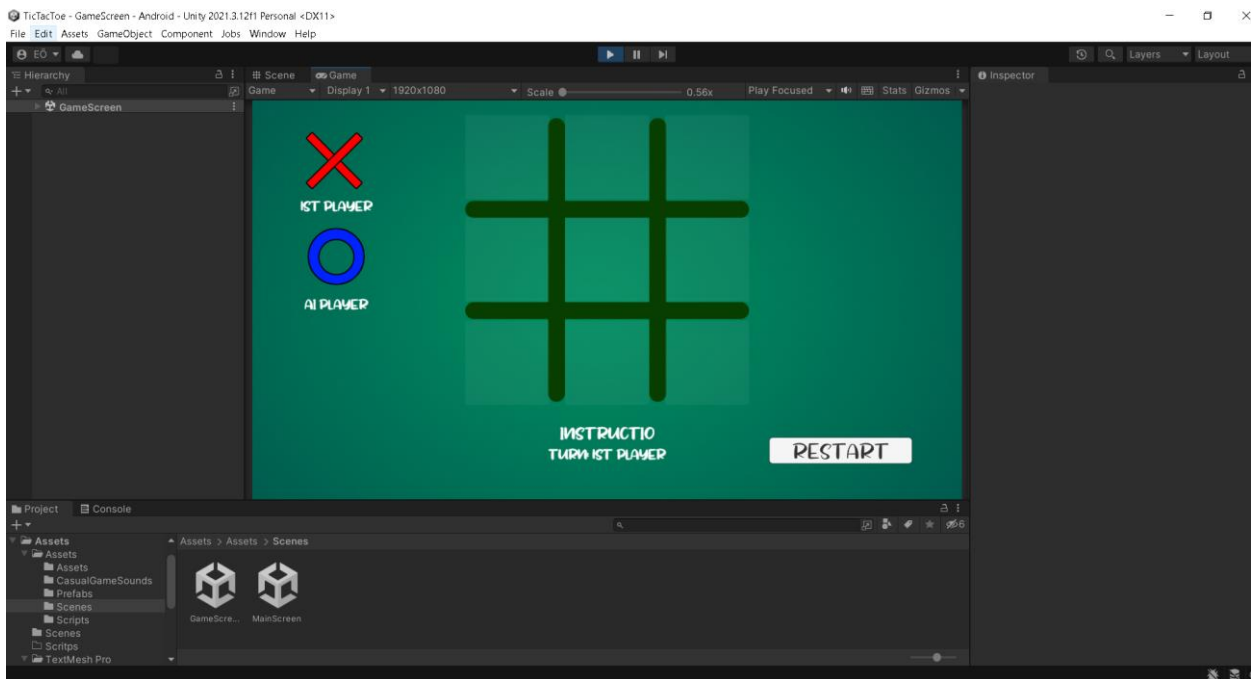 TicTacToe - GameScreen - Android - Unity 2021.3.12f1 Personal <DX11>
File Edit Assets GameObject Component Jobs Window Help
EÖ Layers Layout
Hierarchy Scene Game Inspector
All Game Display 1 1920x1080 Scale 0.56x Play Focused Stats Gizmos
GameScreen
1ST PLAYER
AI PLAYER
INSTRUCTIO
TURN 1ST PLAYER
RESTART
Project Console
6
Assets
Assets > Assets > Scenes
Assets
Assets
CasualGameSounds
Prefabs
Scenes
Scripts
GameScre... MainScreen
Scenes
Scritps
TextMesh Pro